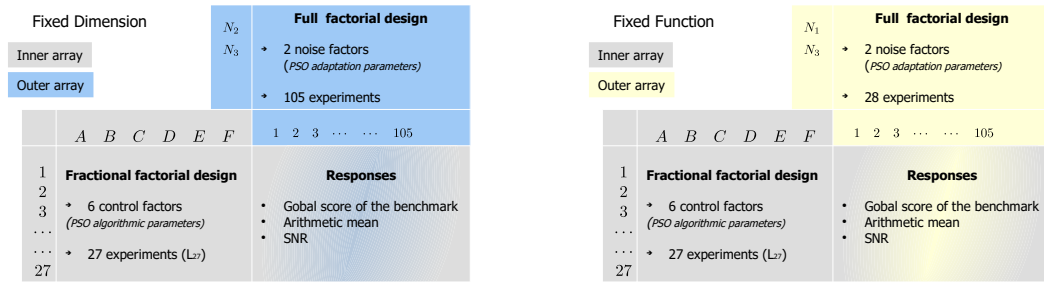 Fixed Dimension
Inner array
Outer array
N₂
N₃
Full factorial design
➔ 2 noise factors
(PSO adaptation parameters)
➔ 105 experiments
A B C D E F
1 2 3 ⋯ ⋯ 105
1
2
3
⋯
⋯
27
Fractional factorial design
➔ 6 control factors
(PSO algorithmic parameters)
➔ 27 experiments (L₂₇)
Responses
• Gobal score of the benchmark
• Arithmetic mean
• SNR
Fixed Function
Inner array
Outer array
N₁
N₃
Full factorial design
➔ 2 noise factors
(PSO adaptation parameters)
➔ 28 experiments
A B C D E F
1 2 3 ⋯ ⋯ 105
1
2
3
⋯
⋯
27
Fractional factorial design
➔ 6 control factors
(PSO algorithmic parameters)
➔ 27 experiments (L₂₇)
Responses
• Gobal score of the benchmark
• Arithmetic mean
• SNR